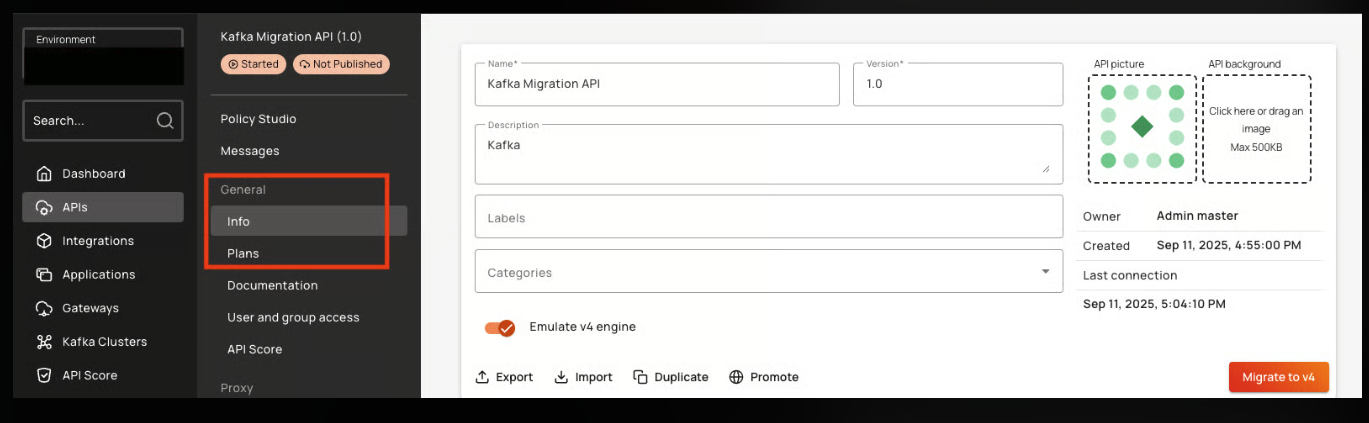 Environment
Search...
Dashboard
APIs
Integrations
Applications
Gateways
Kafka Clusters
API Score
Kafka Migration API (1.0)
Started
Not Published
Policy Studio
Messages
General
Info
Plans
Documentation
User and group access
API Score
Proxy
Name*
Kafka Migration API
Version*
1.0
Description
Kafka
Labels
Categories
Emulate v4 engine
Export
Import
Duplicate
Promote
API picture
API background
Click here or drag an
image
Max 500KB
Owner Admin master
Created Sep 11, 2025, 4:55:00 PM
Last connection
Sep 11, 2025, 5:04:10 PM
Migrate to v4